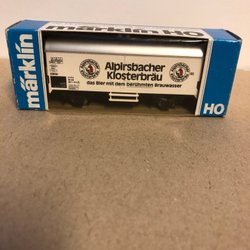 märklin
märklin HO
Alpirsbacher
Klosterbräu
das Bier mit dem berühmten Brauwasser
HO